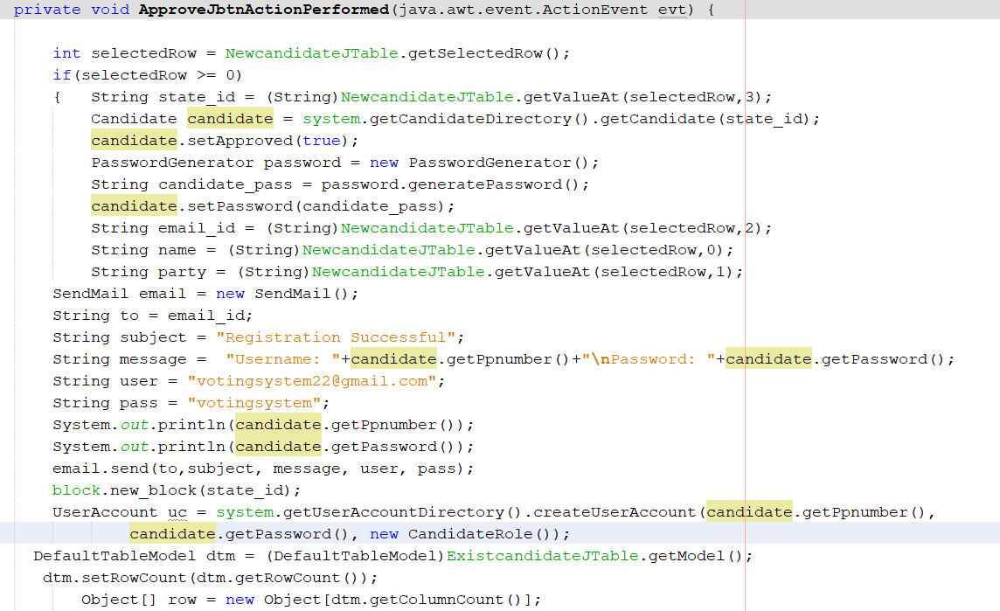 private void ApproveJbtnActionPerformed(java.awt.event.ActionEvent evt) {
int selectedRow = NewcandidateJTable.getSelectedRow();
if(selectedRow >= 0)
{   String state_id = (String)NewcandidateJTable.getValueAt(selectedRow,3);
Candidate candidate = system.getCandidateDirectory().getCandidate(state_id);
candidate.setApproved(true);
PasswordGenerator password = new PasswordGenerator();
String candidate_pass = password.generatePassword();
candidate.setPassword(candidate_pass);
String email_id = (String)NewcandidateJTable.getValueAt(selectedRow,2);
String name = (String)NewcandidateJTable.getValueAt(selectedRow,0);
String party = (String)NewcandidateJTable.getValueAt(selectedRow,1);
SendMail email = new SendMail();
String to = email_id;
String subject = "Registration Successful";
String message =  "Username: "+candidate.getPpnumber()+"\nPassword: "+candidate.getPassword();
String user = "votingsystem22@gmail.com";
String pass = "votingsystem";
System.out.println(candidate.getPpnumber());
System.out.println(candidate.getPassword());
email.send(to,subject, message, user, pass);
block.new_block(state_id);
UserAccount uc = system.getUserAccountDirectory().createUserAccount(candidate.getPpnumber(),
candidate.getPassword(), new CandidateRole());
DefaultTableModel dtm = (DefaultTableModel)ExistcandidateJTable.getModel();
dtm.setRowCount(dtm.getRowCount());
Object[] row = new Object[dtm.getColumnCount()];